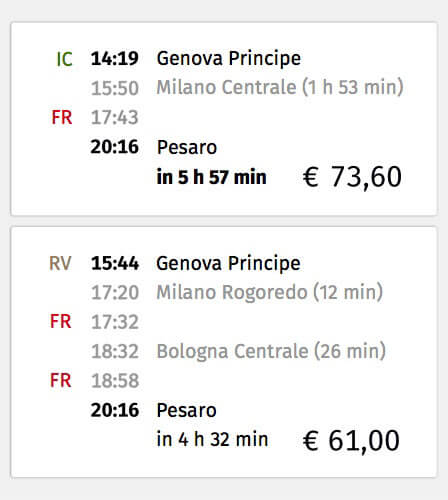 IC 14:19 Genova Principe
15:50 Milano Centrale (1 h 53 min)
FR 17:43
20:16 Pesaro
in 5 h 57 min € 73,60
RV 15:44 Genova Principe
17:20 Milano Rogoredo (12 min)
FR 17:32
18:32 Bologna Centrale (26 min)
FR 18:58
20:16 Pesaro
in 4 h 32 min € 61,00